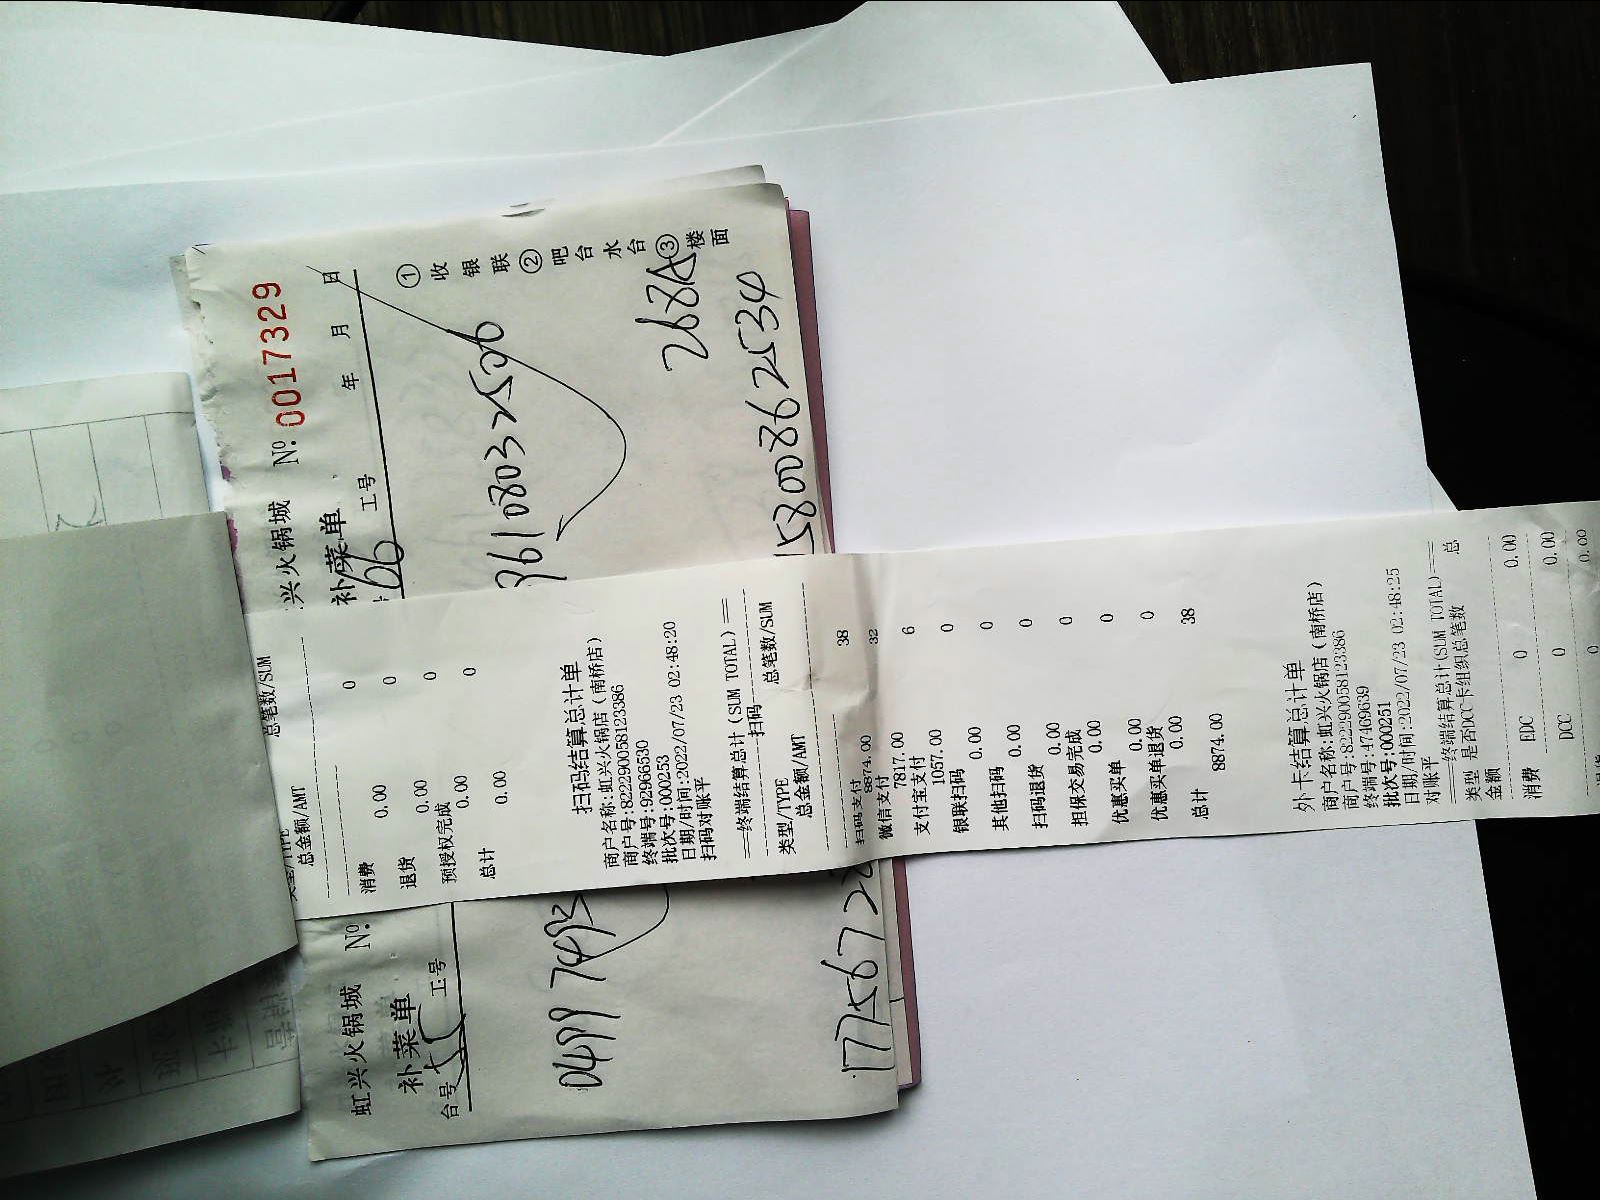 虹兴火锅城 №:
补菜单
台号 工号
0499
兴火锅城 №: 0017329
补菜单
66 工号 年 月 日
①收银联②吧台水台③楼面
36108032506
268A
15800862534
总笔数/SUM
总金额/AMT
消费 0
0.00
退货 0
0.00
预授权完成 0
0.00
总计 0
0.00
扫码结算总计单
商户名称:虹兴火锅店(南桥店)
商户号:822290058123386
终端号:92966530
批次号:000253
日期/时间:2022/07/23 02:48:20
扫码对账平
==终端结算总计(SUM TOTAL)==
扫码
类型/TYPE 总笔数/SUM
总金额/AMT
扫码支付 38
8874.00
微信支付 32
7817.00
支付宝支付 6
1057.00
银联扫码 0
0.00
其他扫码 0
0.00
扫码退货 0
0.00
担保交易完成 0
0.00
优惠买单 0
0.00
优惠买单退货 0
0.00
总计 38
8874.00
外卡结算总计单
商户名称:虹兴火锅店(南桥店)
商户号:822290058123386
终端号:47469639
批次号:000251
日期/时间:2022/07/23 02:48:25
对账平
==终端结算总计(SUM TOTAL)==
类型 是否DCC卡组织总笔数 总
金额
消费 EDC 0 0.00
DCC 0 0.00
0 0.00